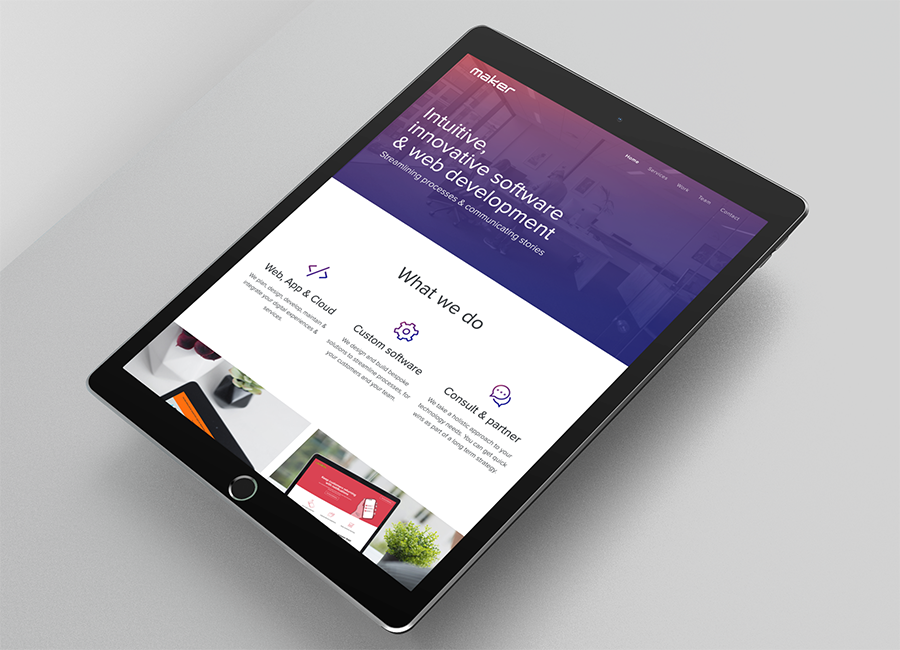 maker
Home
Services
Work
Team
Contact
Intuitive,
innovative software
& web development
Streamlining processes & communicating stories
What we do
Web, App & Cloud
We plan, design, develop, maintain &
integrate your digital experiences &
services.
Custom software
We design and build bespoke
solutions to streamline processes, for
your customers and your team.
Consult & partner
We take a holistic approach to your
technology needs. You can get quick
wins as part of a long term strategy.